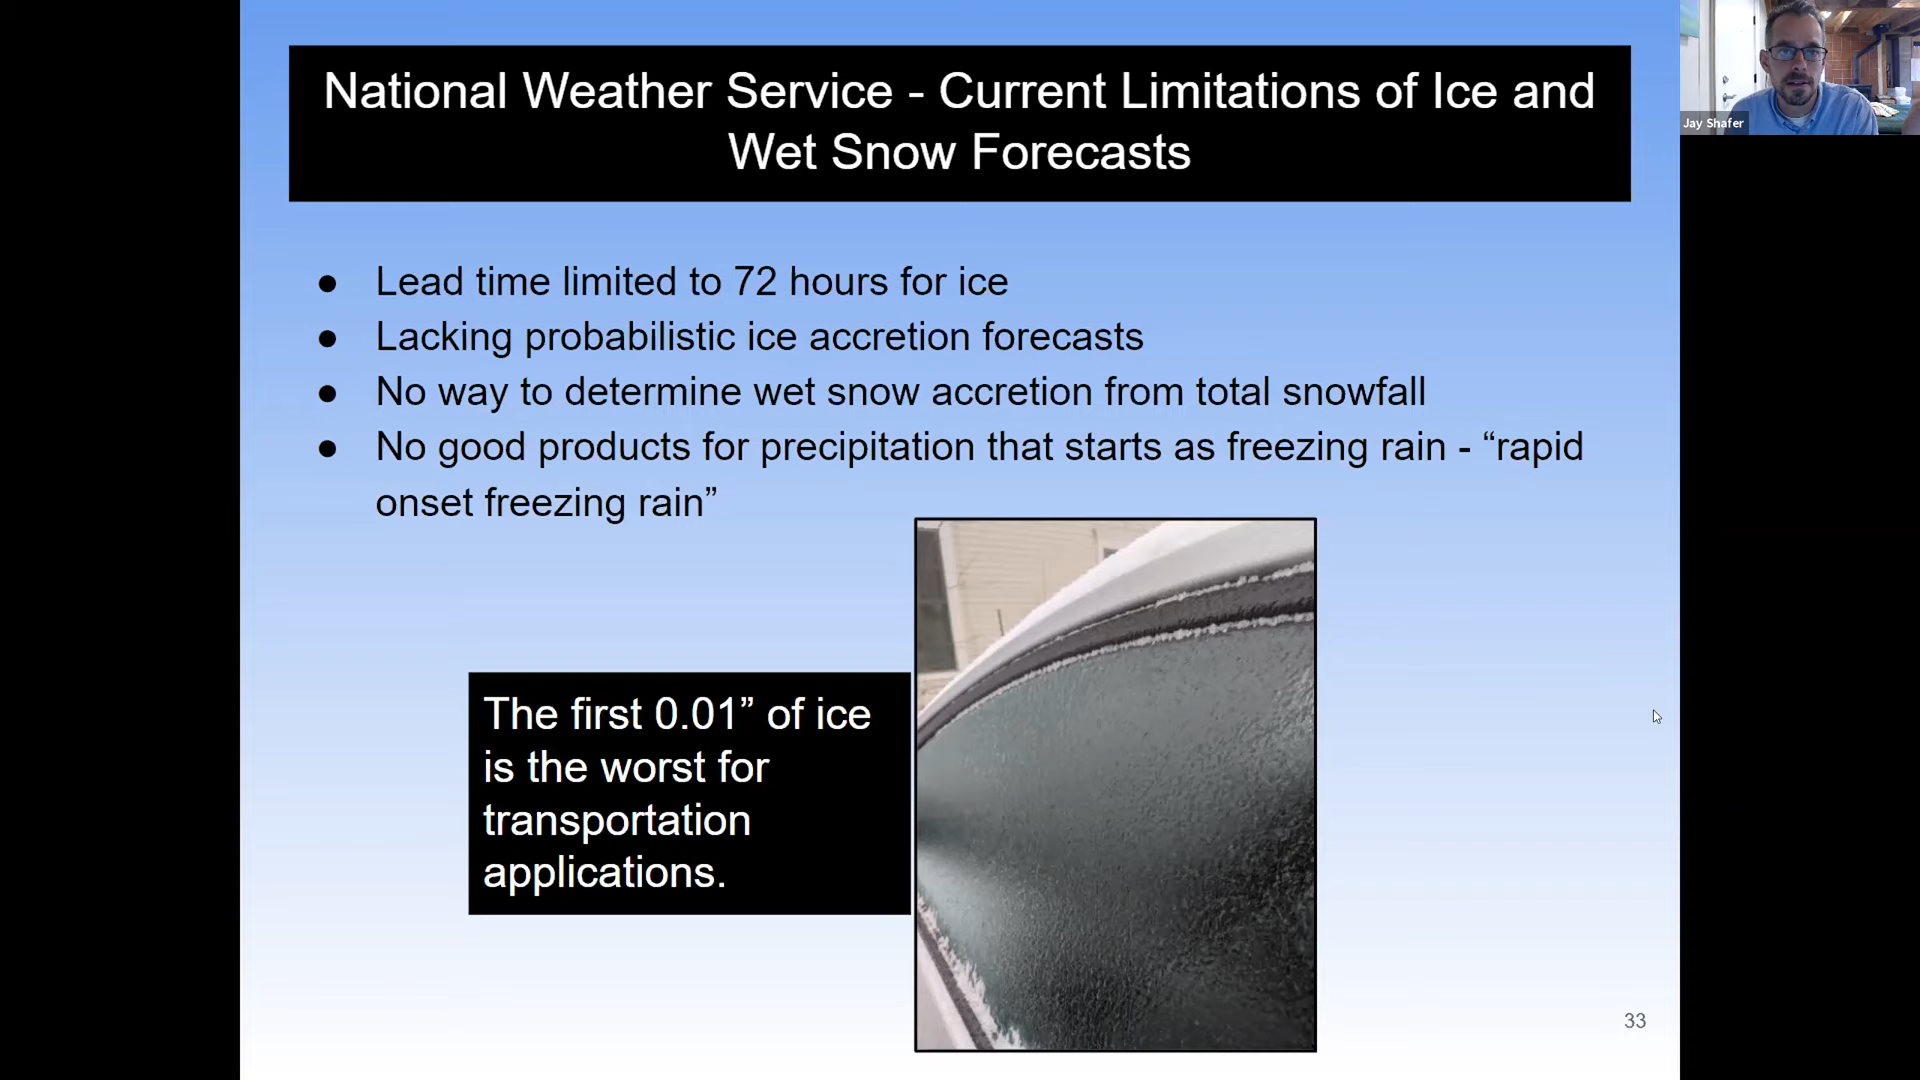 National Weather Service - Current Limitations of Ice and
Wet Snow Forecasts
Jay Shafer
● Lead time limited to 72 hours for ice
● Lacking probabilistic ice accretion forecasts
● No way to determine wet snow accretion from total snowfall
● No good products for precipitation that starts as freezing rain - “rapid
onset freezing rain”
The first 0.01” of ice
is the worst for
transportation
applications.
33